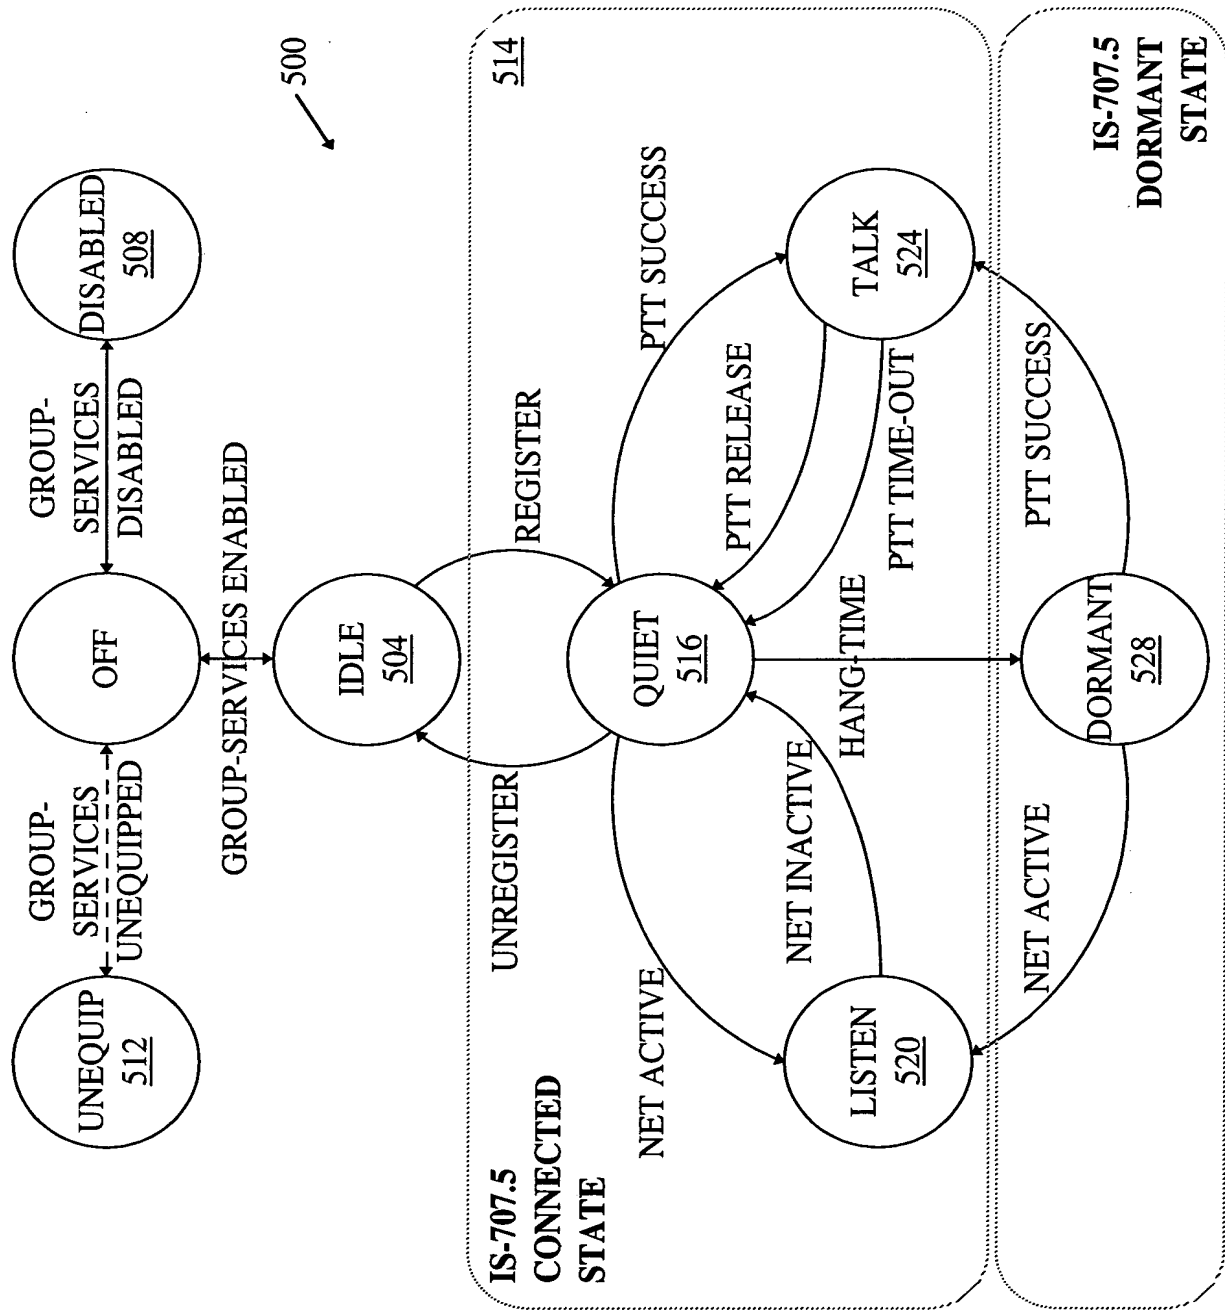 500
GROUP-
SERVICES
UNEQUIPPED
GROUP-
SERVICES
DISABLED
UNEQUIP
512
OFF
DISABLED
508
GROUP-SERVICES ENABLED
IDLE
504
UNREGISTER
REGISTER
IS-707.5
CONNECTED
STATE
514
QUIET
516
NET ACTIVE
PTT SUCCESS
NET INACTIVE
PTT RELEASE
HANG-TIME
PTT TIME-OUT
LISTEN
520
TALK
524
NET ACTIVE
PTT SUCCESS
DORMANT
528
IS-707.5
DORMANT
STATE